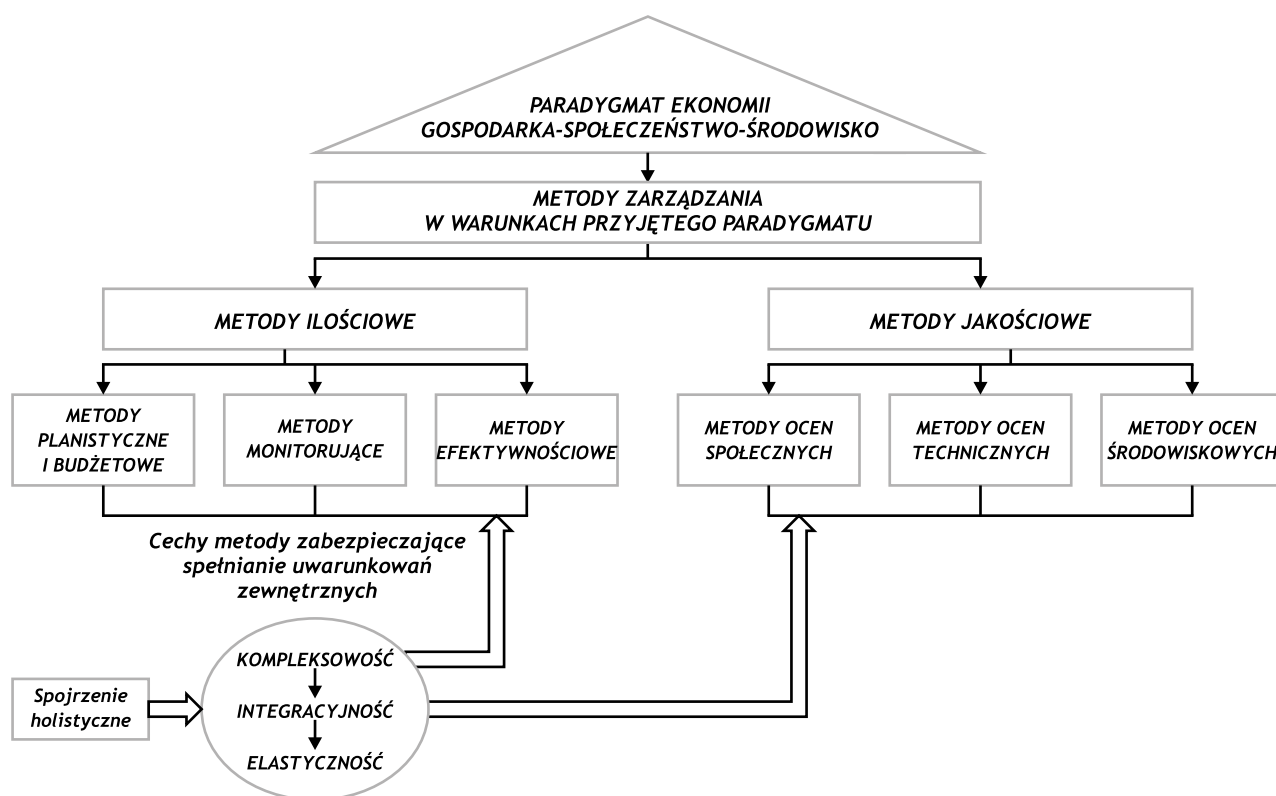 PARADYGMAT EKONOMII
GOSPODARKA-SPOŁECZEŃSTWO-ŚRODOWISKO
METODY ZARZĄDZANIA
W WARUNKACH PRZYJĘTEGO PARADYGMATU
METODY ILOŚCIOWE
METODY JAKOŚCIOWE
METODY
PLANISTYCZNE
I BUDŻETOWE
METODY
MONITORUJĄCE
METODY
EFEKTYWNOŚCIOWE
METODY OCEN
SPOŁECZNYCH
METODY OCEN
TECHNICZNYCH
METODY OCEN
ŚRODOWISKOWYCH
Cechy metody zabezpieczające
spełnianie uwarunkowań
zewnętrznych
Spojrzenie
holistyczne
KOMPLEKSOWOŚĆ
INTEGRACYJNOŚĆ
ELASTYCZNOŚĆ